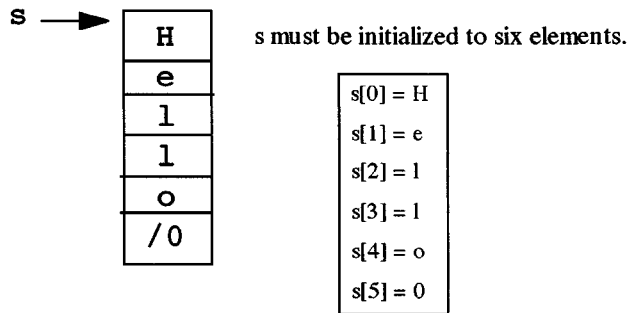 s
H
e
l
l
o
/0
s must be initialized to six elements.
s[0] = H
s[1] = e
s[2] = l
s[3] = l
s[4] = o
s[5] = 0